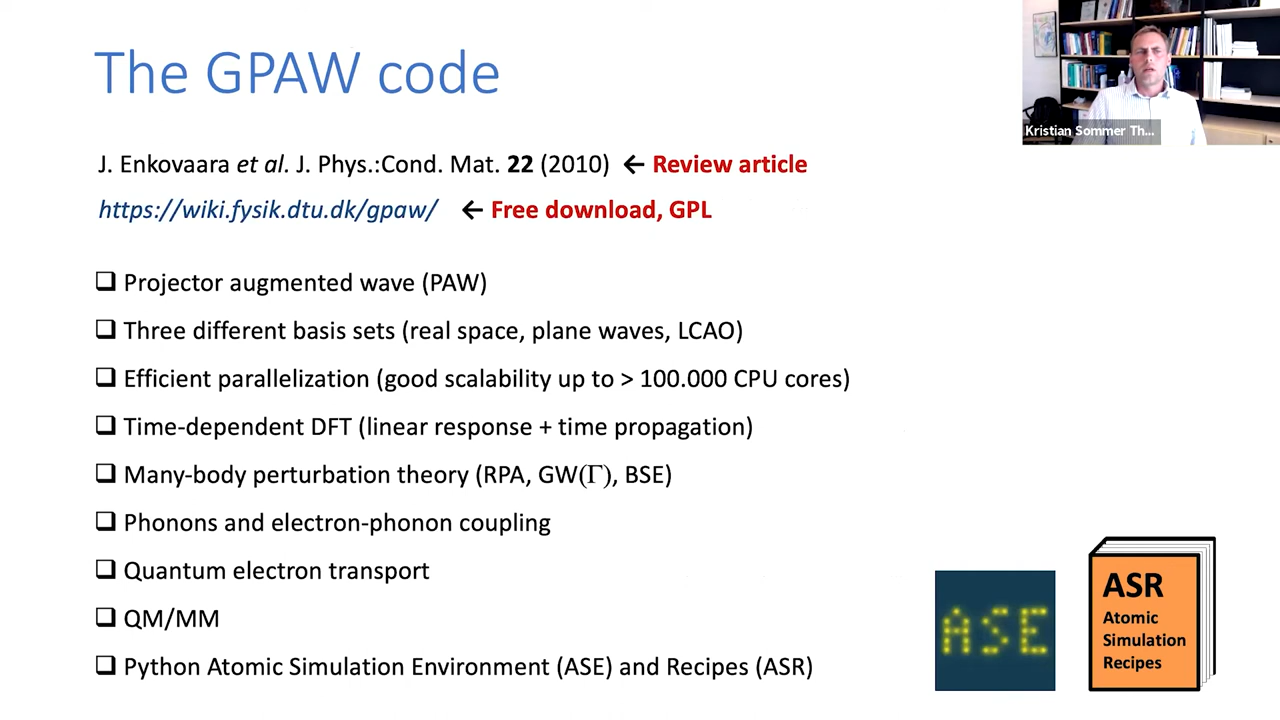 The GPAW code
Kristian Sommer Th...
J. Enkovaara et al. J. Phys.:Cond. Mat. 22 (2010) ← Review article
https://wiki.fysik.dtu.dk/gpaw/ ← Free download, GPL
❑ Projector augmented wave (PAW)
❑ Three different basis sets (real space, plane waves, LCAO)
❑ Efficient parallelization (good scalability up to > 100.000 CPU cores)
❑ Time-dependent DFT (linear response + time propagation)
❑ Many-body perturbation theory (RPA, GW(Γ), BSE)
❑ Phonons and electron-phonon coupling
❑ Quantum electron transport
❑ QM/MM
❑ Python Atomic Simulation Environment (ASE) and Recipes (ASR)
ASE
ASR
Atomic
Simulation
Recipes